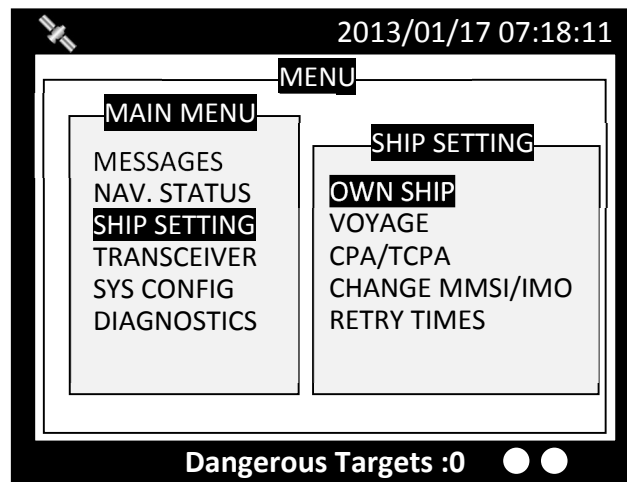 2013/01/17 07:18:11
MENU
MAIN MENU
MESSAGES
NAV. STATUS
SHIP SETTING
TRANSCEIVER
SYS CONFIG
DIAGNOSTICS
SHIP SETTING
OWN SHIP
VOYAGE
CPA/TCPA
CHANGE MMSI/IMO
RETRY TIMES
Dangerous Targets :0